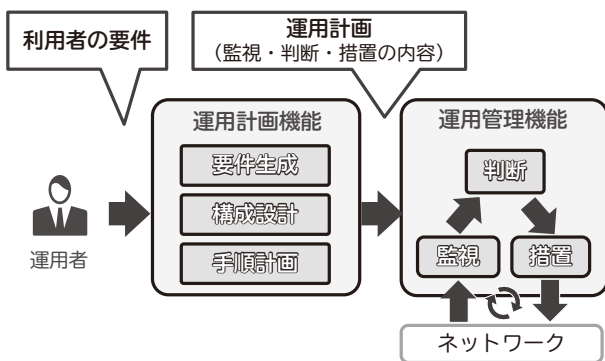 利用者の要件
運用計画
（監視・判断・措置の内容）
運用者
運用計画機能
要件生成
構成設計
手順計画
運用管理機能
判断
監視
措置
ネットワーク